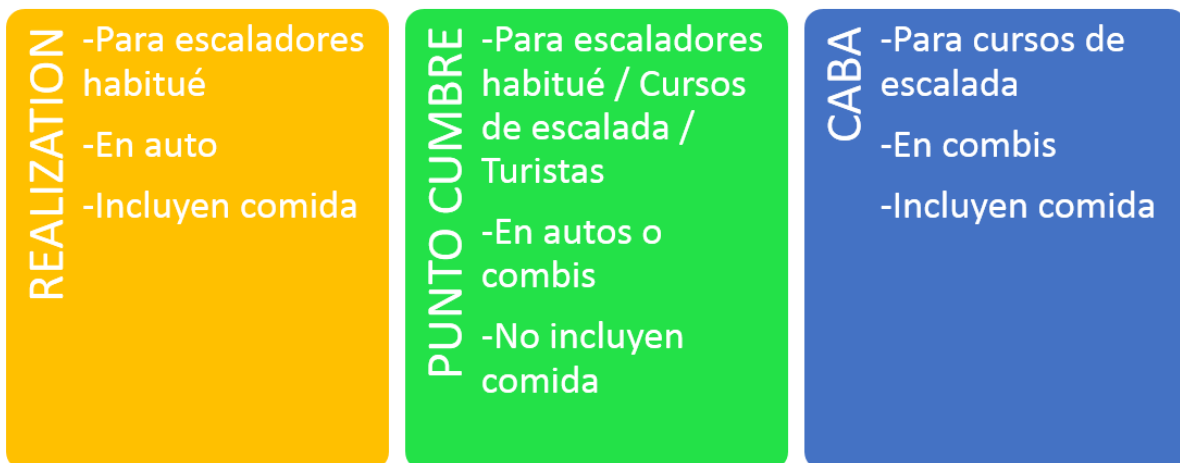 REALIZATION
-Para escaladores
habitué
-En auto
-Incluyen comida
PUNTO CUMBRE
-Para escaladores
habitué / Cursos
de escalada /
Turistas
-En autos o
combis
-No incluyen
comida
CABA
-Para cursos de
escalada
-En combis
-Incluyen comida